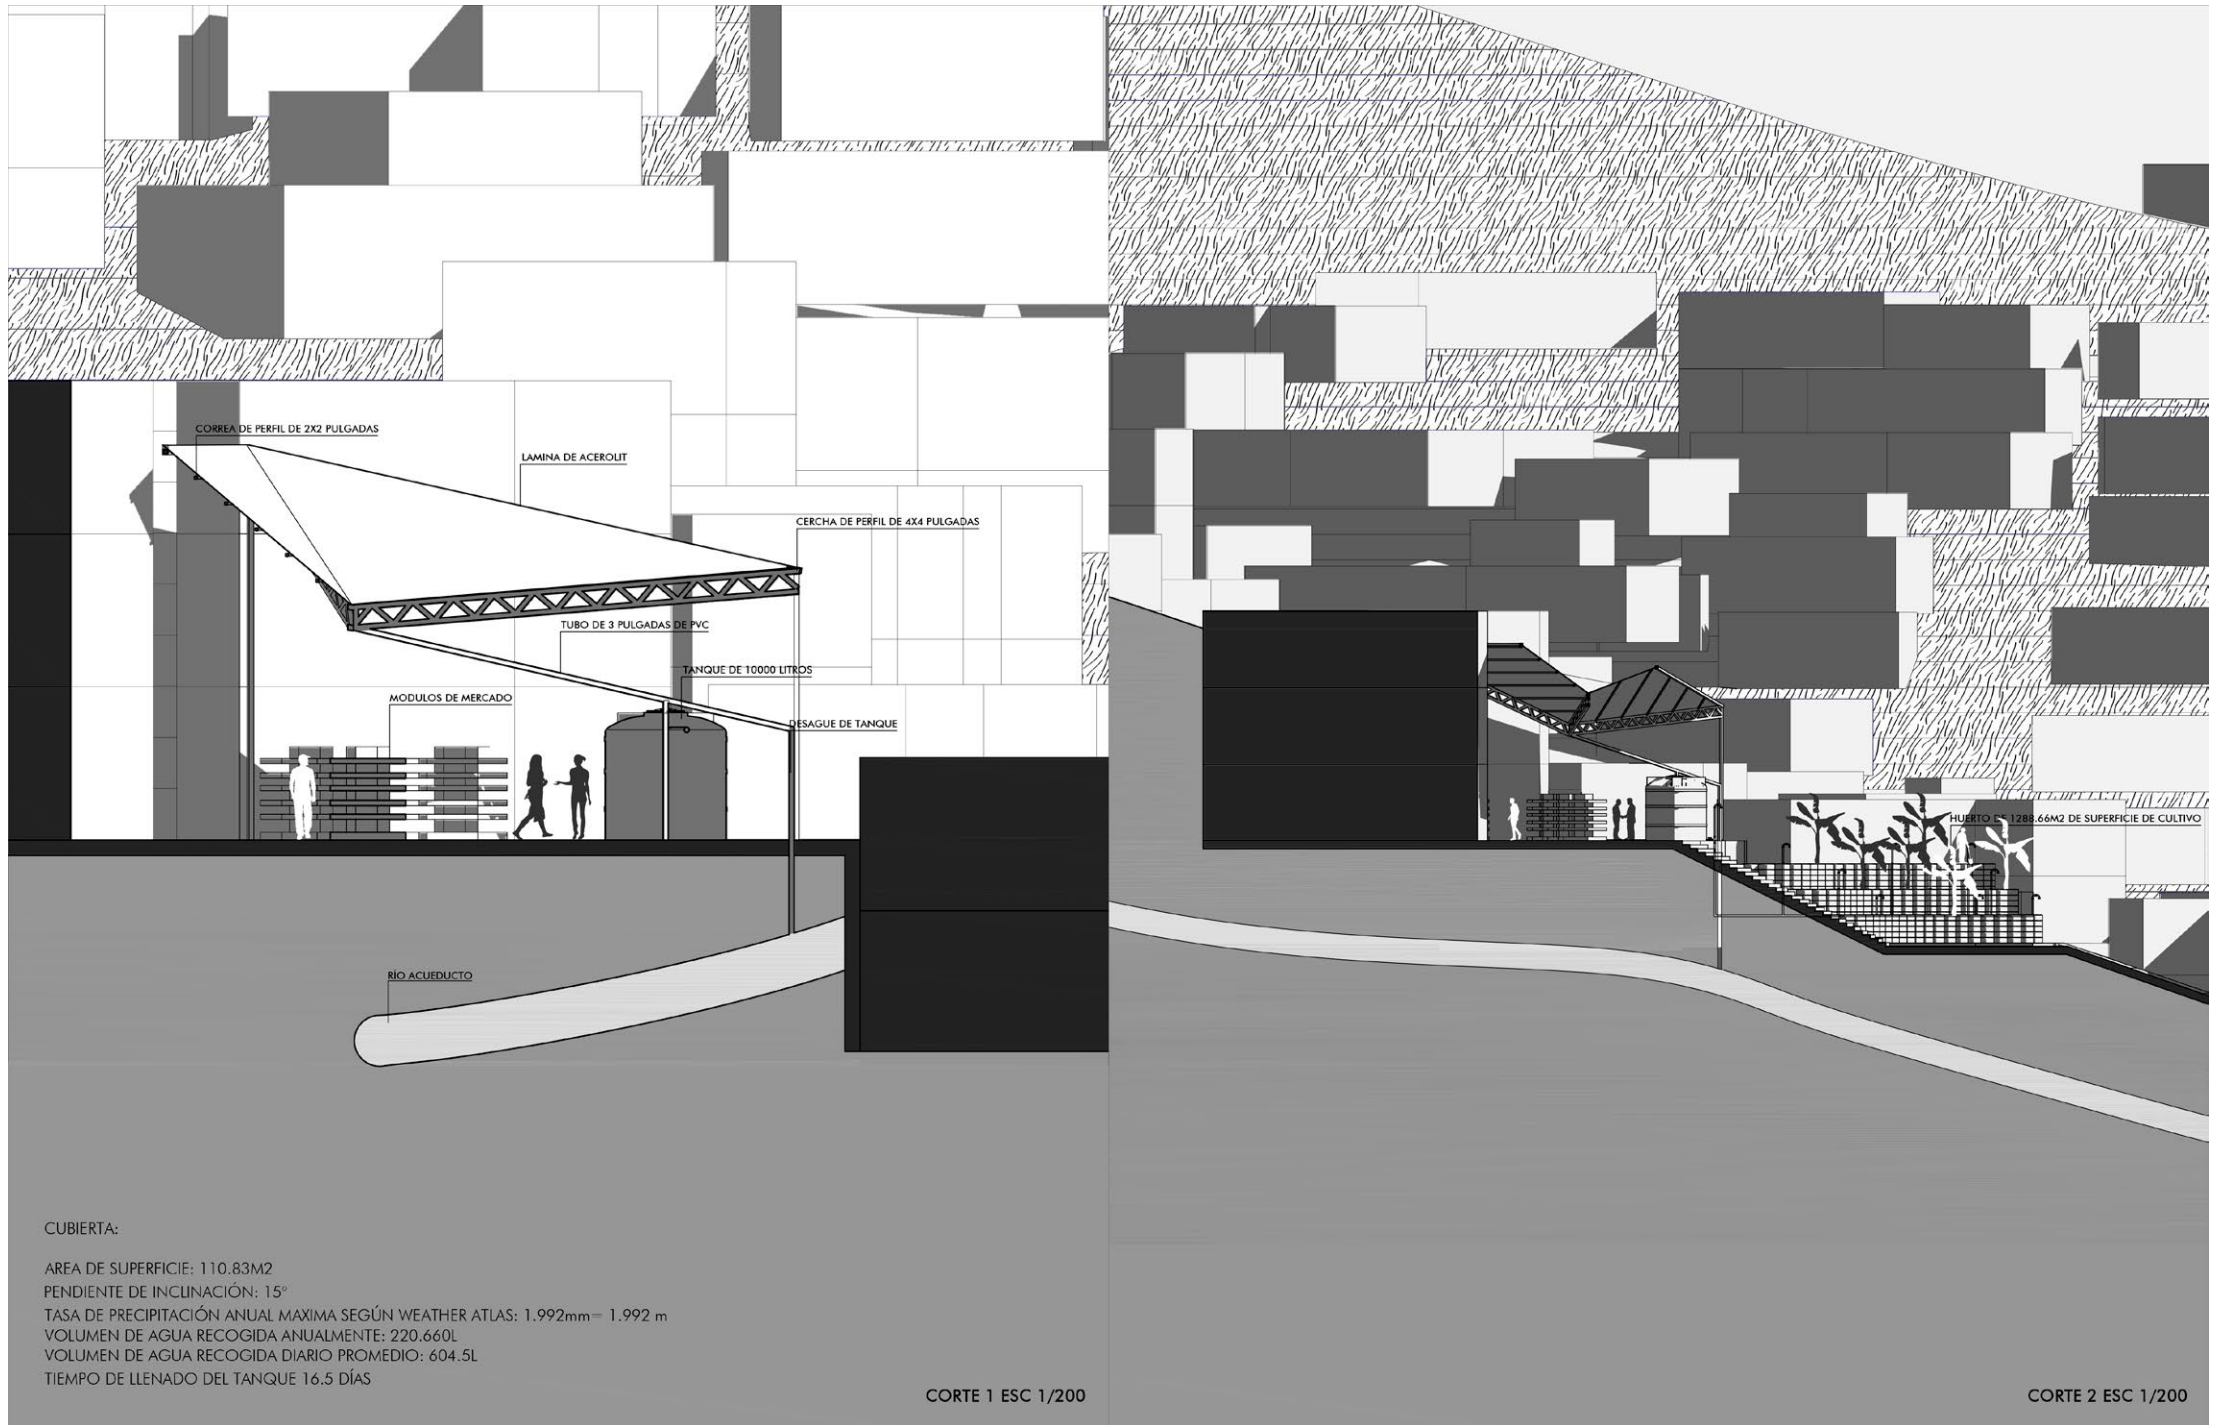 CORREA DE PERFIL DE 2X2 PULGADAS
LAMINA DE ACEROLIT
CERCHA DE PERFIL DE 4X4 PULGADAS
TUBO DE 3 PULGADAS DE PVC
TANQUE DE 10000 LITROS
MODULOS DE MERCADO
DESAGUE DE TANQUE
RÍO ACUEDUCTO
CUBIERTA:
AREA DE SUPERFICIE: 110.83M2
PENDIENTE DE INCLINACIÓN: 15°
TASA DE PRECIPITACIÓN ANUAL MAXIMA SEGÚN WEATHER ATLAS: 1.992mm= 1.992 m
VOLUMEN DE AGUA RECOGIDA ANUALMENTE: 220.660L
VOLUMEN DE AGUA RECOGIDA DIARIO PROMEDIO: 604.5L
TIEMPO DE LLENADO DEL TANQUE 16.5 DÍAS
CORTE 1 ESC 1/200
HUERTO DE 1288.66M2 DE SUPERFICIE DE CULTIVO
CORTE 2 ESC 1/200